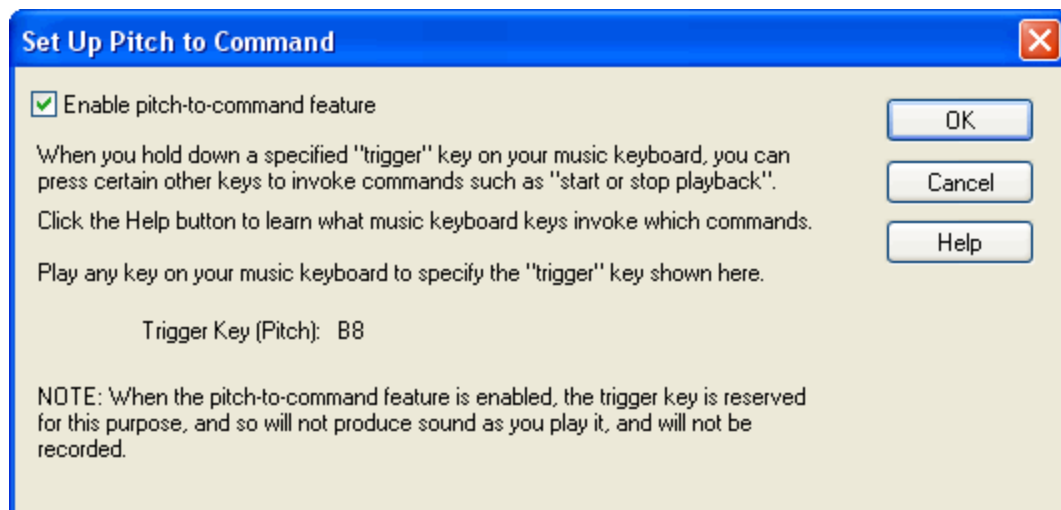 Set Up Pitch to Command
Enable pitch-to-command feature
OK
When you hold down a specified "trigger" key on your music keyboard, you can
press certain other keys to invoke commands such as "start or stop playback".
Cancel
Click the Help button to learn what music keyboard keys invoke which commands.
Help
Play any key on your music keyboard to specify the "trigger" key shown here.
Trigger Key (Pitch): B8
NOTE: When the pitch-to-command feature is enabled, the trigger key is reserved
for this purpose, and so will not produce sound as you play it, and will not be
recorded.